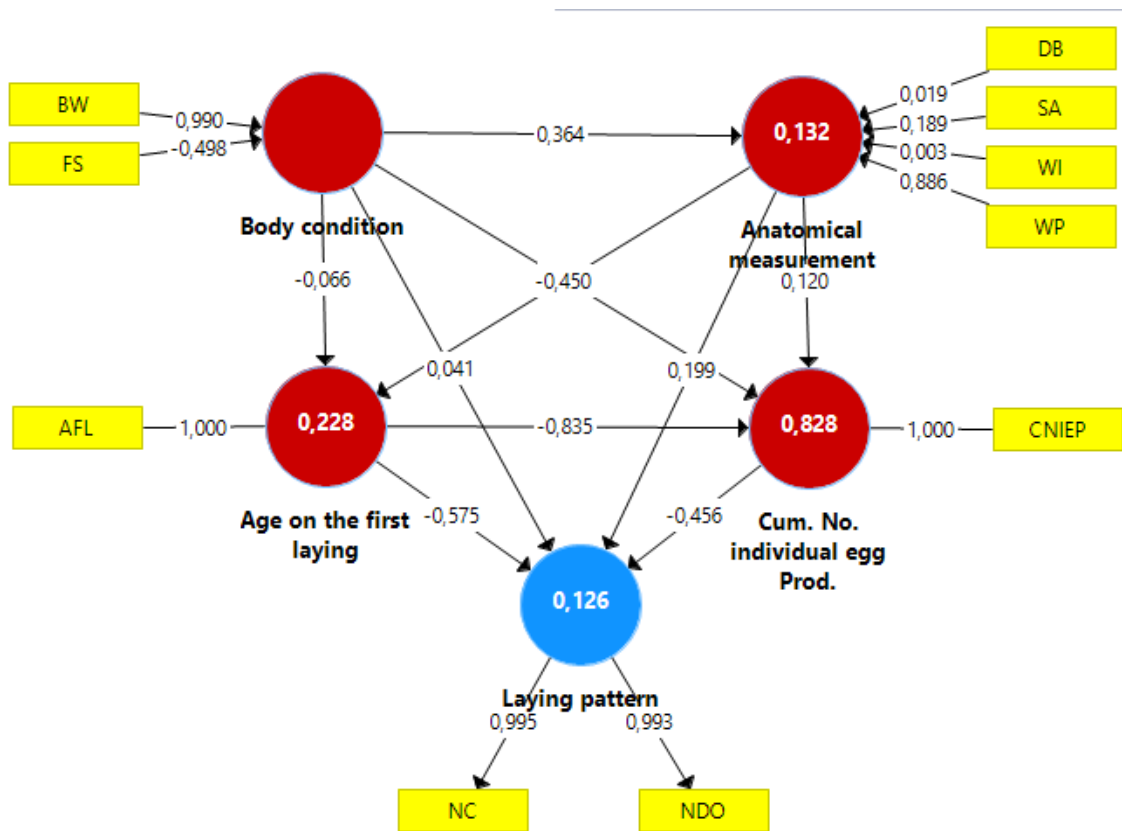 DB
BW
0,990
0,019
SA
0,364
0,132
0,189
FS
-0,498
0,003
WI
0,886
WP
Body condition
Anatomical
measurement
-0,066
-0,450
0,120
0,041
0,199
AFL
1,000
0,228
-0,835
0,828
1,000
CNIEP
-0,575
-0,456
Age on the first
laying
Cum. No.
individual egg
Prod.
0,126
Laying pattern
0,995
0,993
NC
NDO